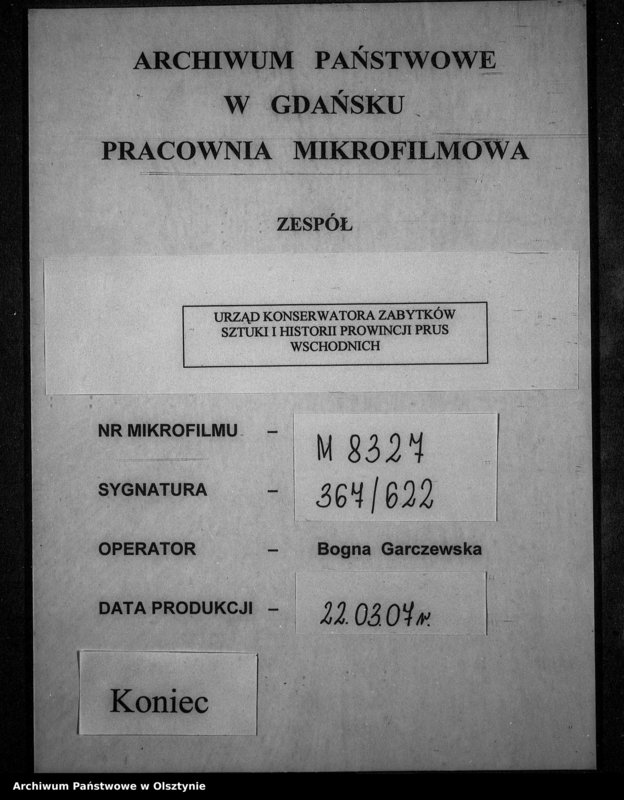 ARCHIWUM PAŃSTWOWE
W GDAŃSKU
PRACOWNIA MIKROFILMOWA
ZESPÓŁ
URZĄD KONSERWATORA ZABYTKÓW
SZTUKI I HISTORII PROWINCJI PRUS
WSCHODNICH
NR MIKROFILMU – M 8327
SYGNATURA – 367/622
OPERATOR – Bogna Garczewska
DATA PRODUKCJI – 22.03.07r.
Koniec
Archiwum Państwowe w Olsztynie